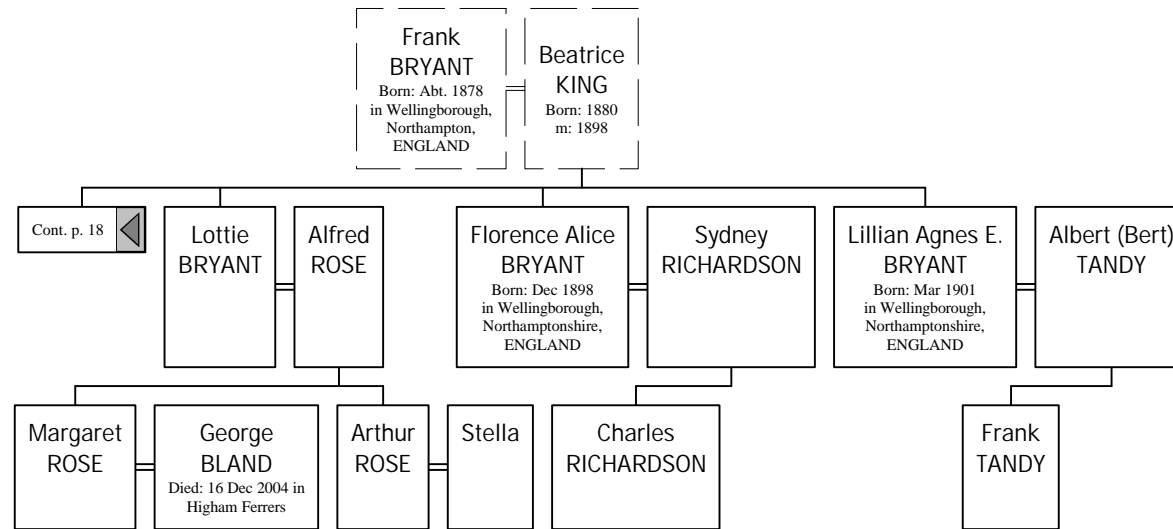 Frank
BRYANT
Born: Abt. 1878
in Wellingborough,
Northampton,
ENGLAND
Beatrice
KING
Born: 1880
m: 1898
Cont. p. 18
Lottie
BRYANT
Alfred
ROSE
Florence Alice
BRYANT
Born: Dec 1898
in Wellingborough,
Northamptonshire,
ENGLAND
Sydney
RICHARDSON
Lillian Agnes E.
BRYANT
Born: Mar 1901
in Wellingborough,
Northamptonshire,
ENGLAND
Albert (Bert)
TANDY
Margaret
ROSE
George
BLAND
Died: 16 Dec 2004 in
Higham Ferrers
Arthur
ROSE
Stella
Charles
RICHARDSON
Frank
TANDY